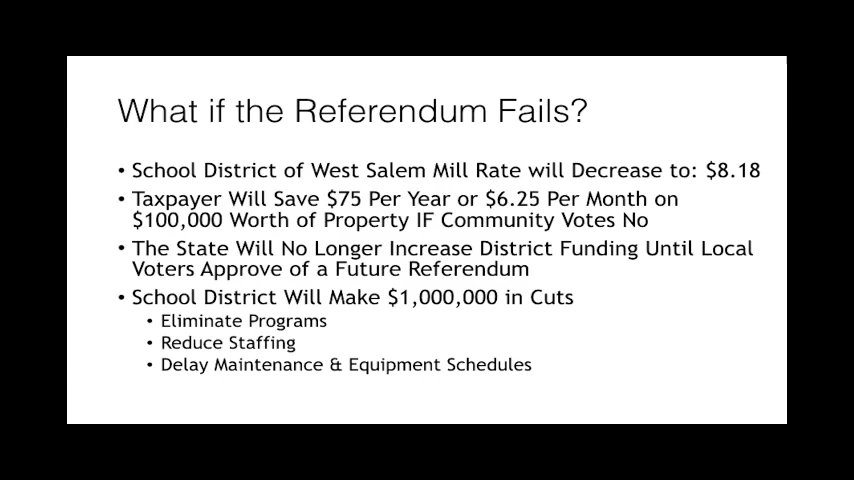 What if the Referendum Fails?
• School District of West Salem Mill Rate will Decrease to: $8.18
• Taxpayer Will Save $75 Per Year or $6.25 Per Month on
$100,000 Worth of Property IF Community Votes No
• The State Will No Longer Increase District Funding Until Local
Voters Approve of a Future Referendum
• School District Will Make $1,000,000 in Cuts
• Eliminate Programs
• Reduce Staffing
• Delay Maintenance & Equipment Schedules